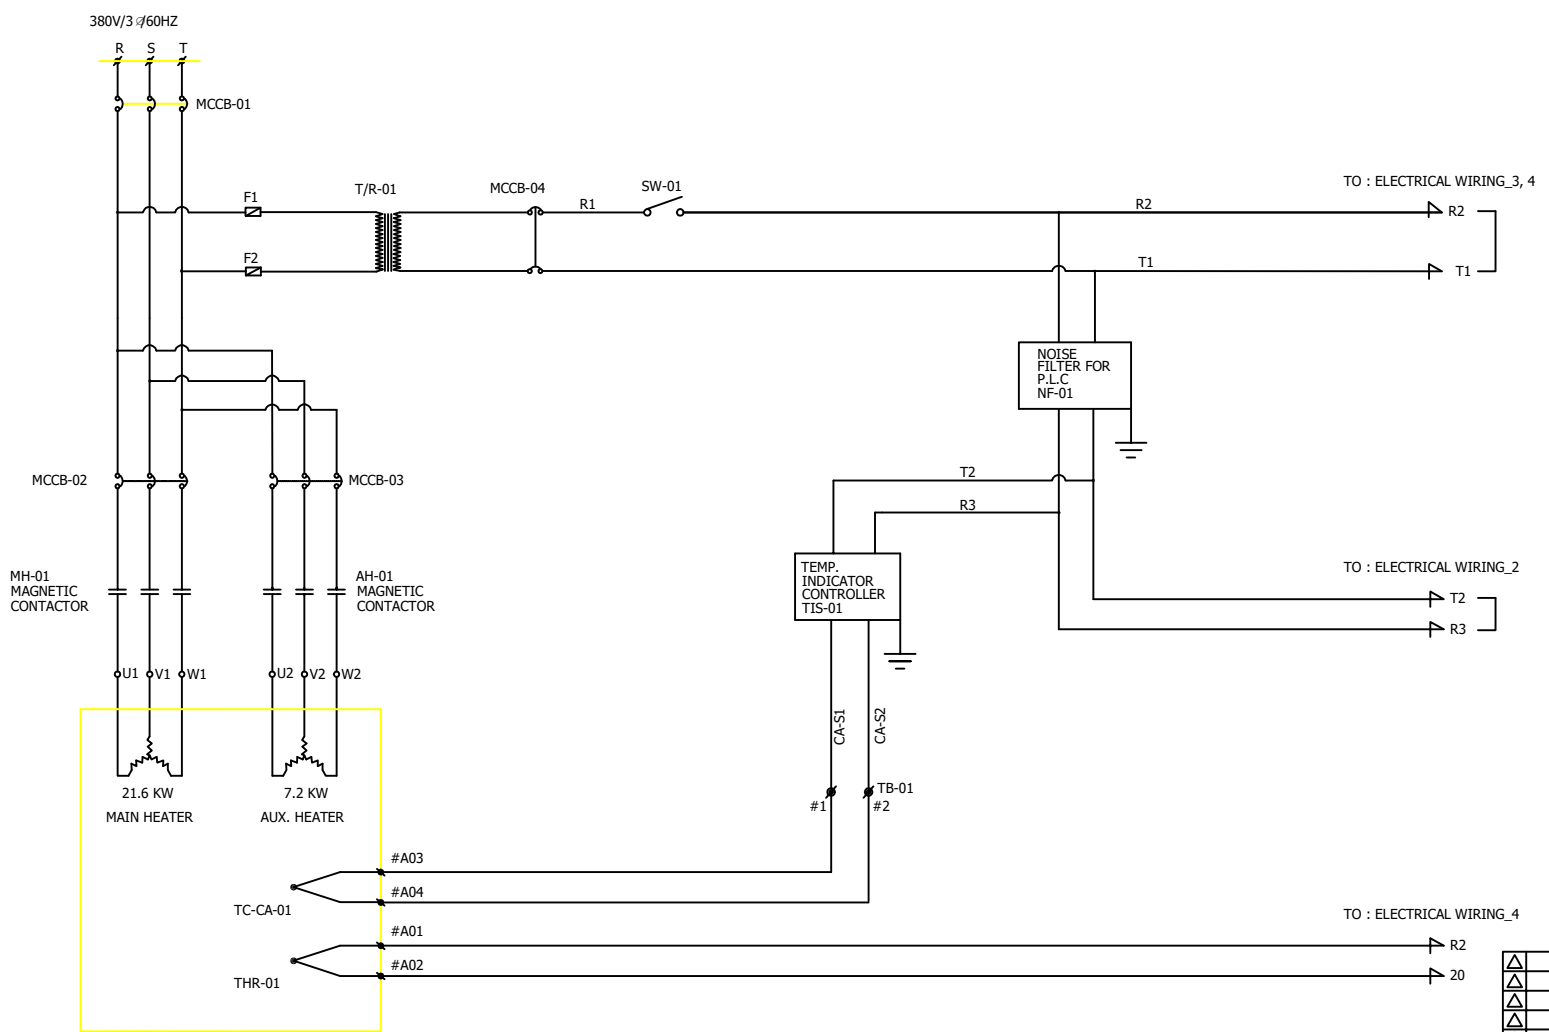 380V/3 ⌀/60HZ
R S T
MCCB-01
TO : ELECTRICAL WIRING_3, 4
F1
T/R-01
MCCB-04
SW-01
R1
R2
R2
F2
T1
T1
NOISE
FILTER FOR
P.L.C
NF-01
MCCB-02
MCCB-03
T2
R3
MH-01
MAGNETIC
CONTACTOR
AH-01
MAGNETIC
CONTACTOR
TEMP.
INDICATOR
CONTROLLER
TIS-01
TO : ELECTRICAL WIRING_2
T2
R3
U1 V1 W1
U2 V2 W2
CA-S1
CA-S2
21.6 KW
MAIN HEATER
7.2 KW
AUX. HEATER
TB-01
#1
#2
#A03
#A04
TC-CA-01
TO : ELECTRICAL WIRING_4
#A01
R2
#A02
20
THR-01